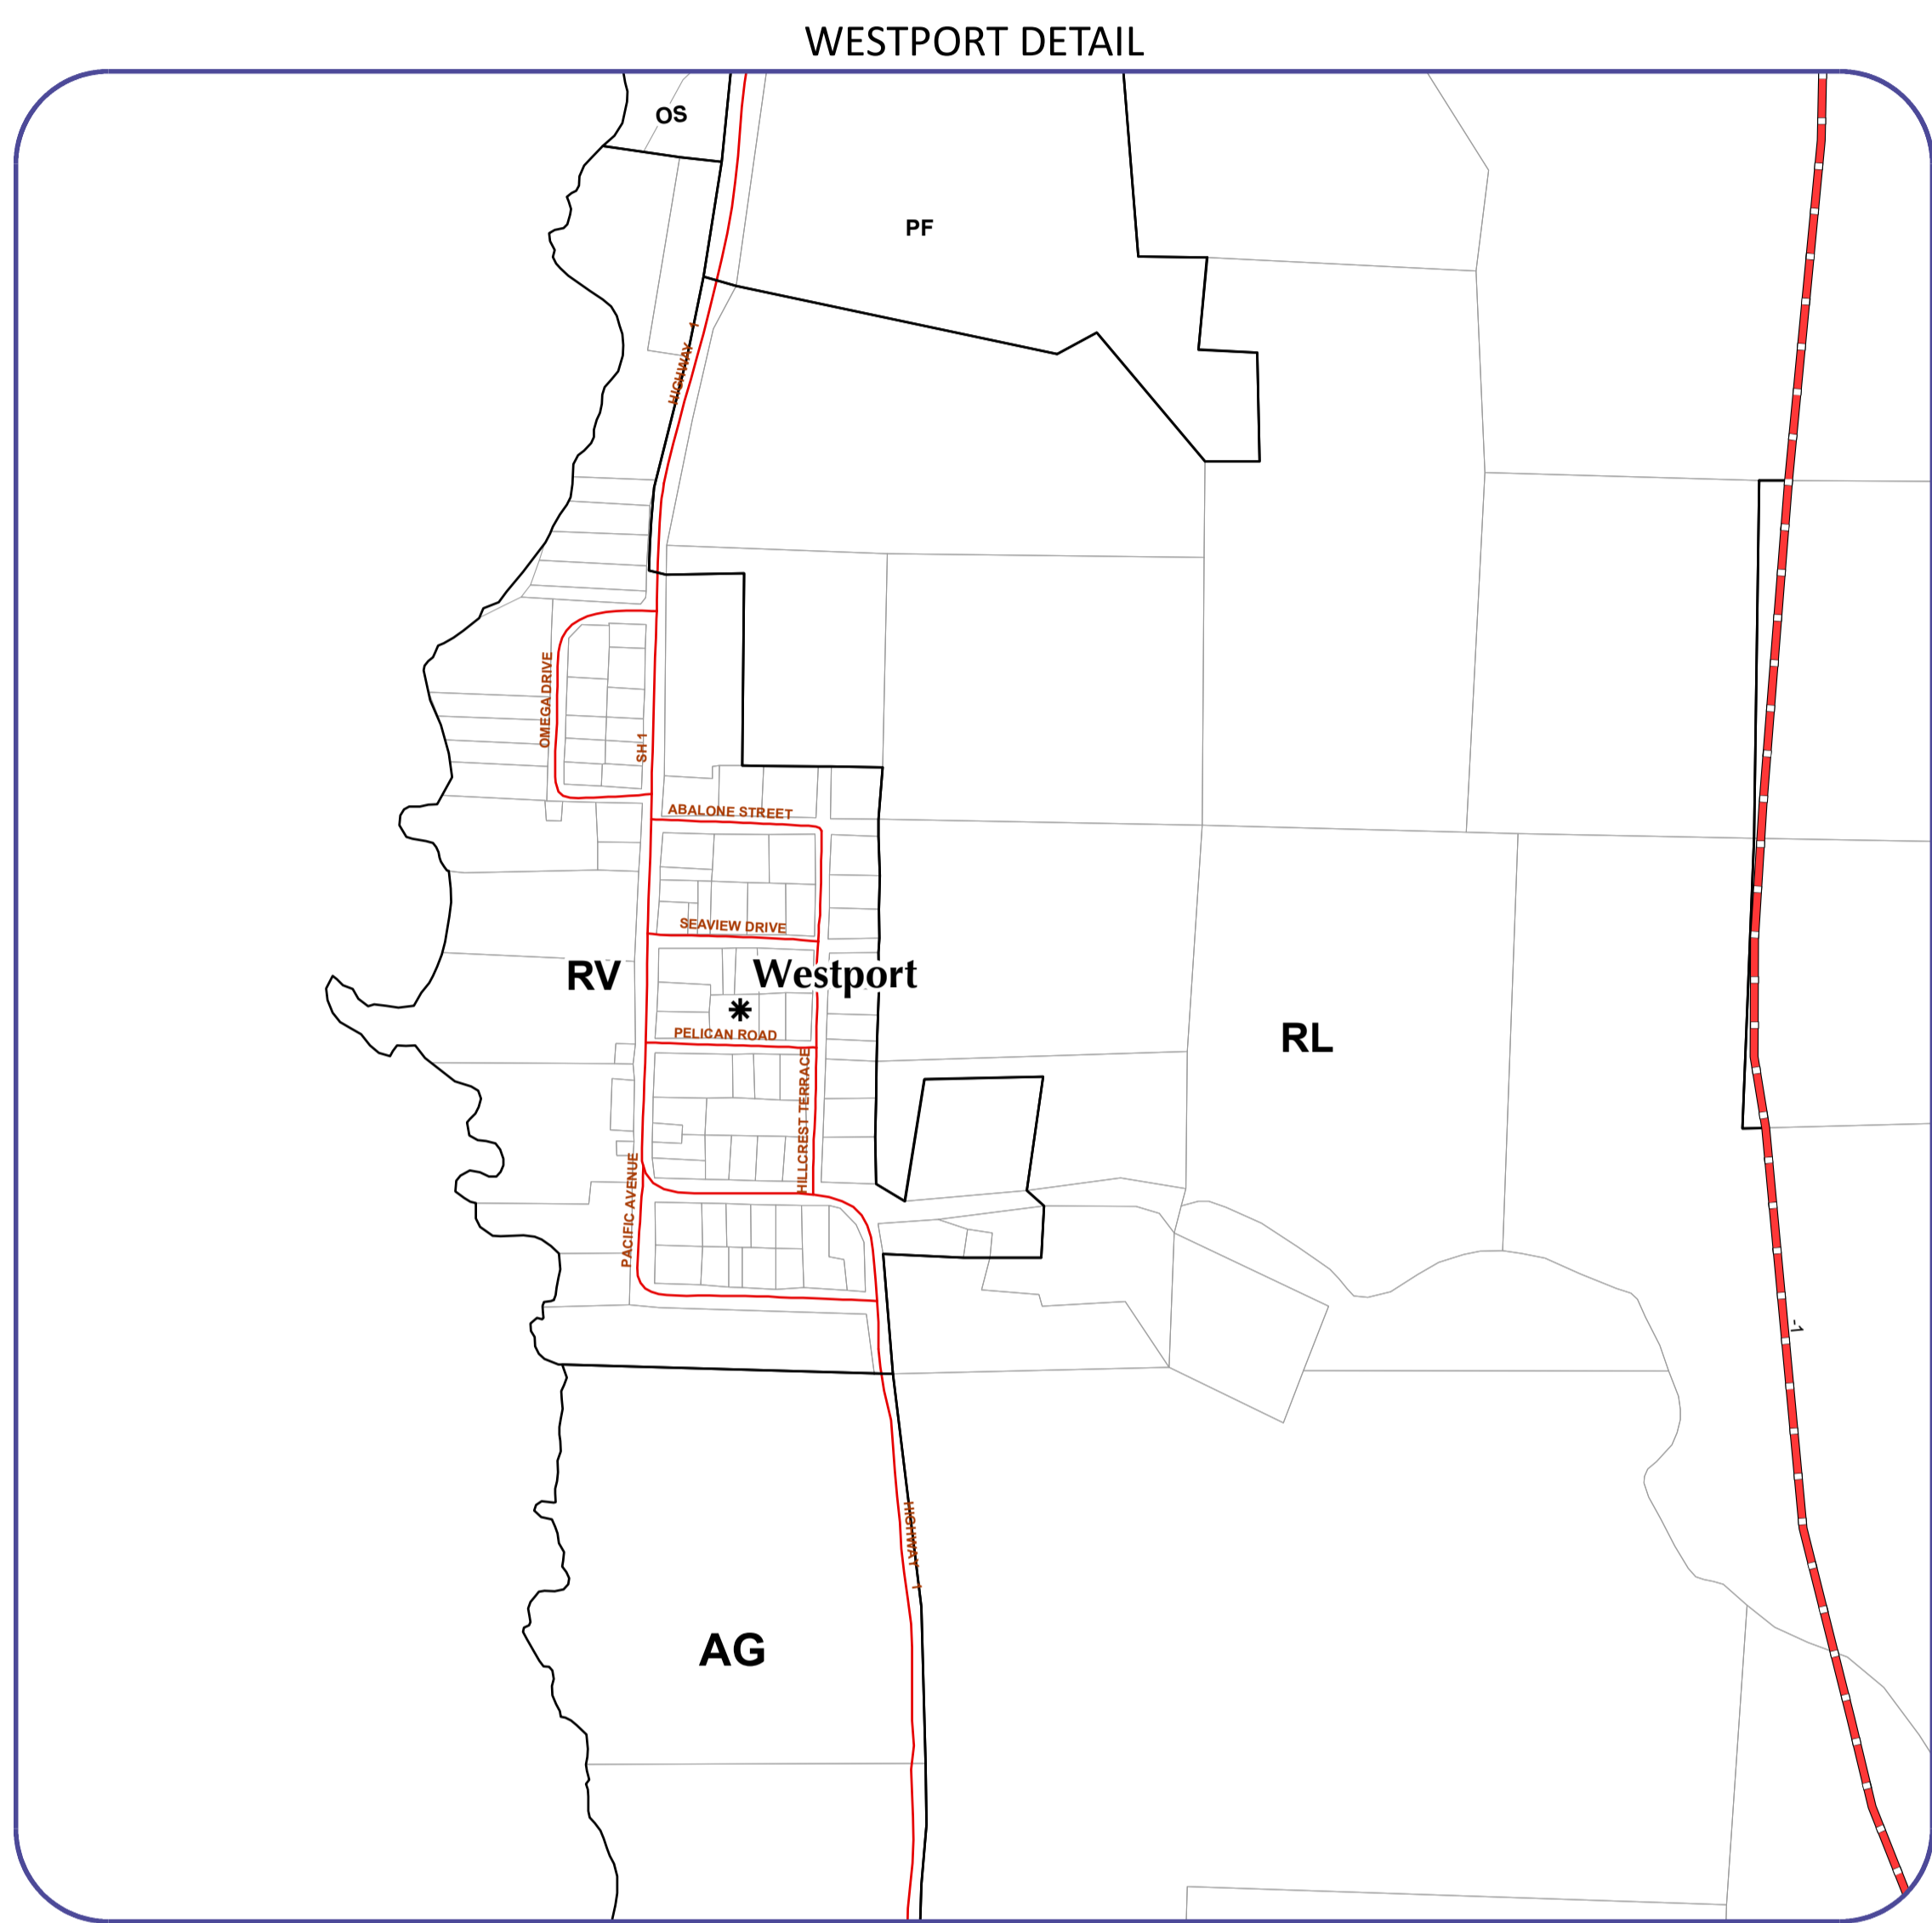 WESTPORT DETAIL
OS
PF
HIGHWAY 1
OMEGA DRIVE
SH 1
ABALONE STREET
SEAVIEW DRIVE
RV
Westport
PELICAN ROAD
RL
HILLCREST TERRACE
PACIFIC AVENUE
-1
HIGHWAY 1
AG